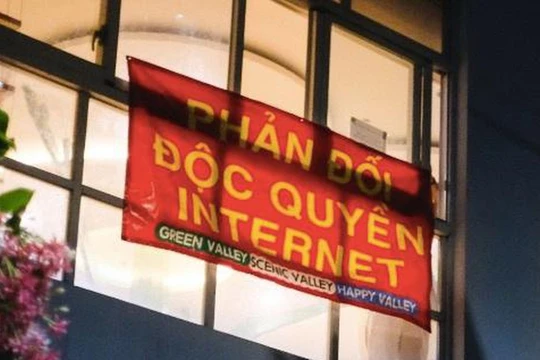 PHẢN ĐỐI
ĐỘC QUYỀN
INTERNET
GREEN VALLEY SCENIC VALLEY HAPPY VALLEY